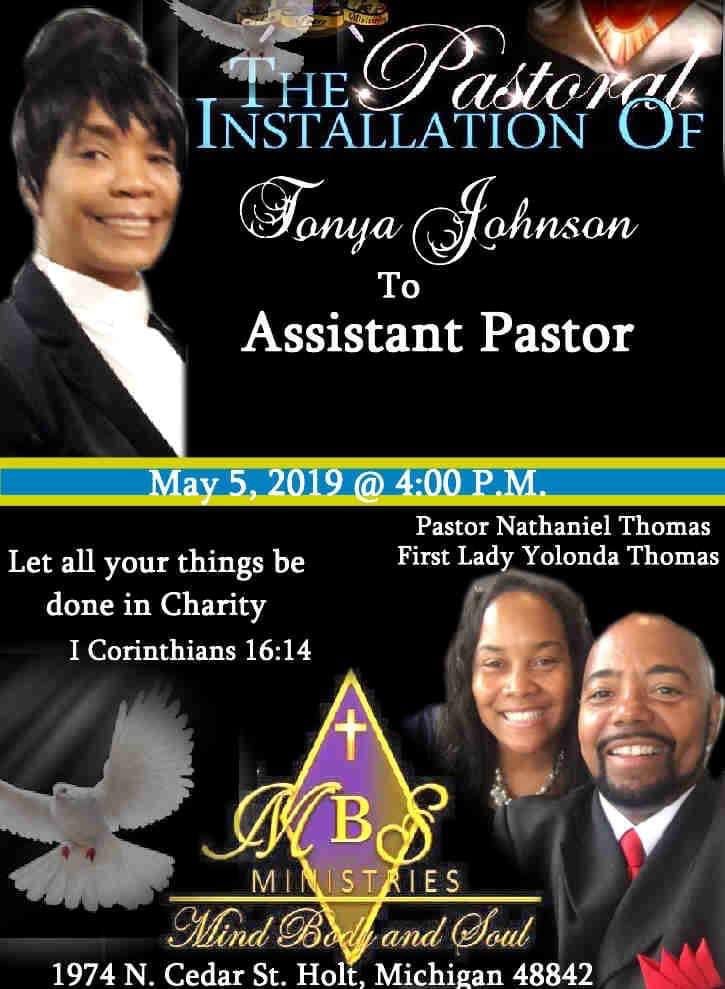 The Pastoral
Installation Of
Tonya Johnson
To
Assistant Pastor
May 5, 2019 @ 4:00 P.M.
Pastor Nathaniel Thomas
First Lady Yolonda Thomas
Let all your things be
done in Charity
I Corinthians 16:14
MBS
MINISTRIES
Mind Body and Soul
1974 N. Cedar St. Holt, Michigan 48842